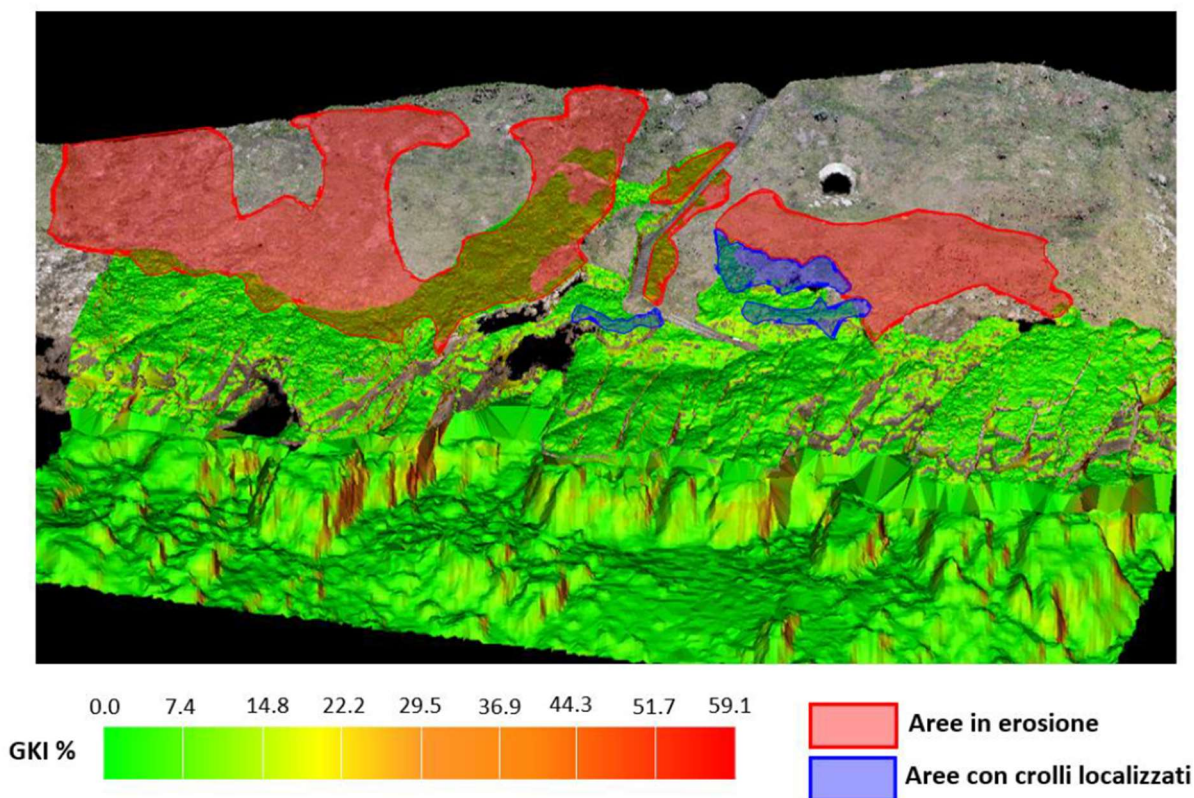 0.0 7.4 14.8 22.2 29.5 36.9 44.3 51.7 59.1
GKI %
Aree in erosione
Aree con crolli localizzati